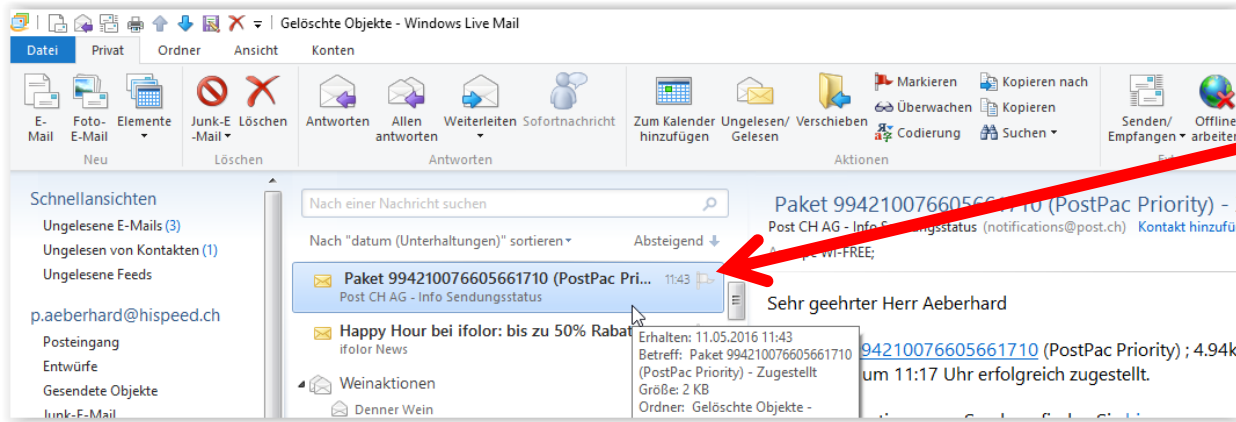 Gelöschte Objekte - Windows Live Mail
Datei Privat Ordner Ansicht Konten
E-Mail Foto-E-Mail Elemente Junk-E-Mail Löschen Antworten Allen antworten Weiterleiten Sofortnachricht Zum Kalender hinzufügen Ungelesen/Gelesen Verschieben
Markieren Kopieren nach
Überwachen Kopieren
Codierung Suchen
Senden/Empfangen Offline arbeiten
Neu Löschen Antworten Aktionen
Schnellansichten
Ungelesene E-Mails (3)
Ungelesen von Kontakten (1)
Ungelesene Feeds
p.aeberhard@hispeed.ch
Posteingang
Entwürfe
Gesendete Objekte
Junk-E-Mail
Nach einer Nachricht suchen
Nach "datum (Unterhaltungen)" sortieren Absteigend
Paket 994210076605661710 (PostPac Pri... 11:43
Post CH AG - Info Sendungsstatus
Happy Hour bei ifolor: bis zu 50% Rabat
ifolor News
Weinaktionen
Denner Wein
Erhalten: 11.05.2016 11:43
Betreff: Paket 994210076605661710
(PostPac Priority) - Zugestellt
Größe: 2 KB
Ordner: Gelöschte Objekte -
Paket 994210076605661710 (PostPac Priority) -
Post CH AG - Info Sendungsstatus (notifications@post.ch) Kontakt hinzufü
WI-FREE;
Sehr geehrter Herr Aeberhard
994210076605661710 (PostPac Priority) ; 4.94k
um 11:17 Uhr erfolgreich zugestellt.